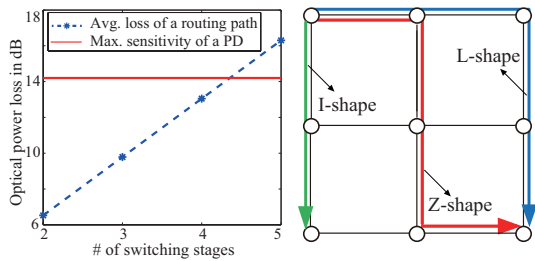 18
14
10
6
Optical power loss in dB
Avg. loss of a routing path
Max. sensitivity of a PD
2
3
4
5
# of switching stages
L-shape
I-shape
Z-shape